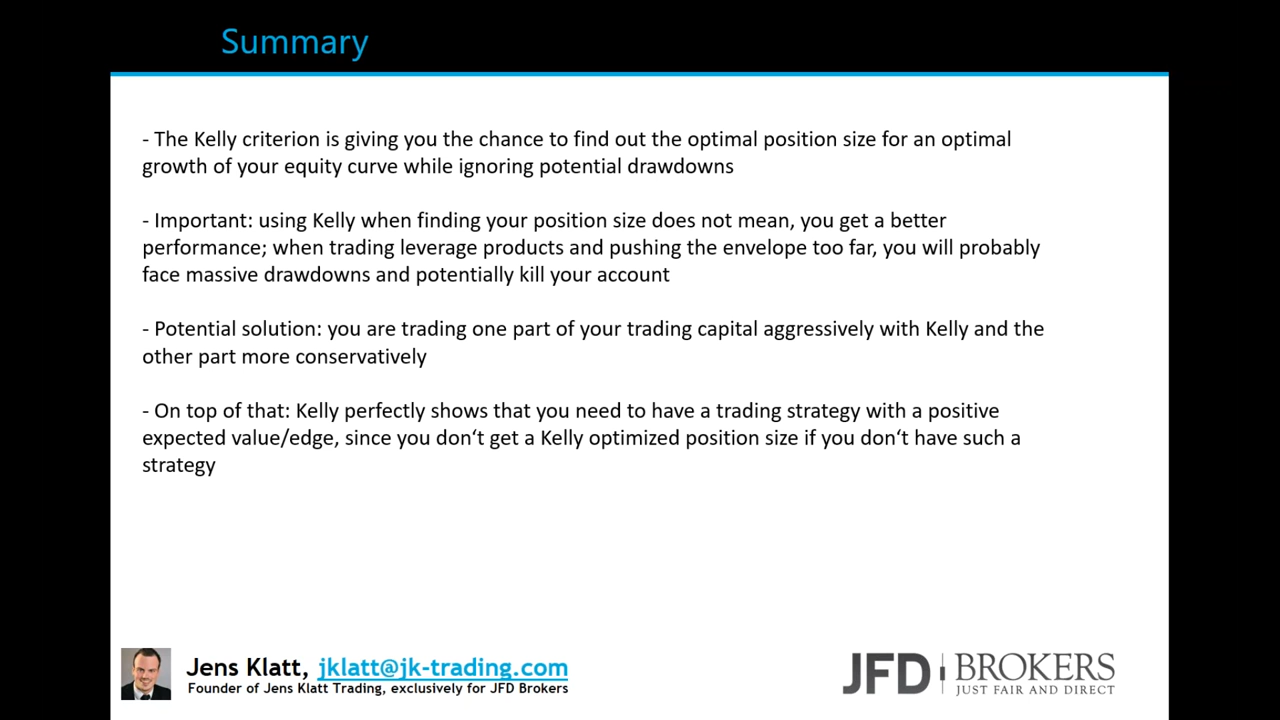 Summary
- The Kelly criterion is giving you the chance to find out the optimal position size for an optimal
growth of your equity curve while ignoring potential drawdowns
- Important: using Kelly when finding your position size does not mean, you get a better
performance; when trading leverage products and pushing the envelope too far, you will probably
face massive drawdowns and potentially kill your account
- Potential solution: you are trading one part of your trading capital aggressively with Kelly and the
other part more conservatively
- On top of that: Kelly perfectly shows that you need to have a trading strategy with a positive
expected value/edge, since you don‘t get a Kelly optimized position size if you don‘t have such a
strategy
Jens Klatt, jklatt@jk-trading.com
Founder of Jens Klatt Trading, exclusively for JFD Brokers
JFD BROKERS
JUST FAIR AND DIRECT